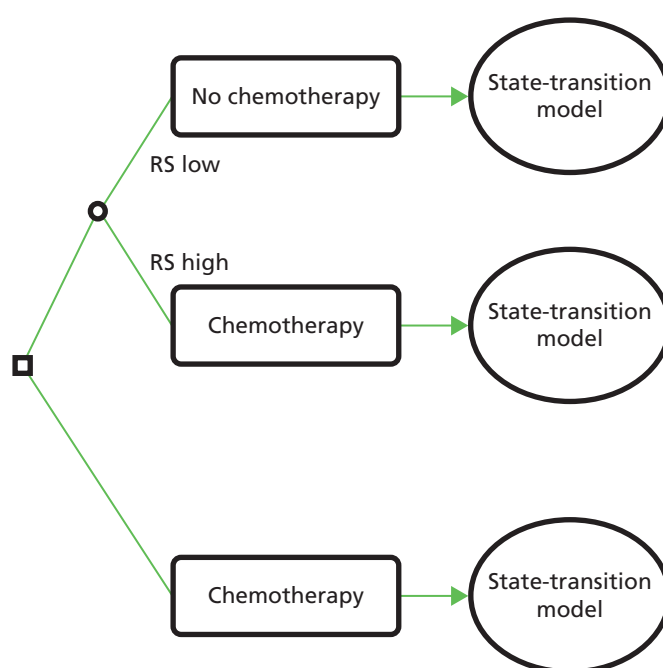 No chemotherapy
State-transition
model
RS low
RS high
Chemotherapy
State-transition
model
Chemotherapy
State-transition
model